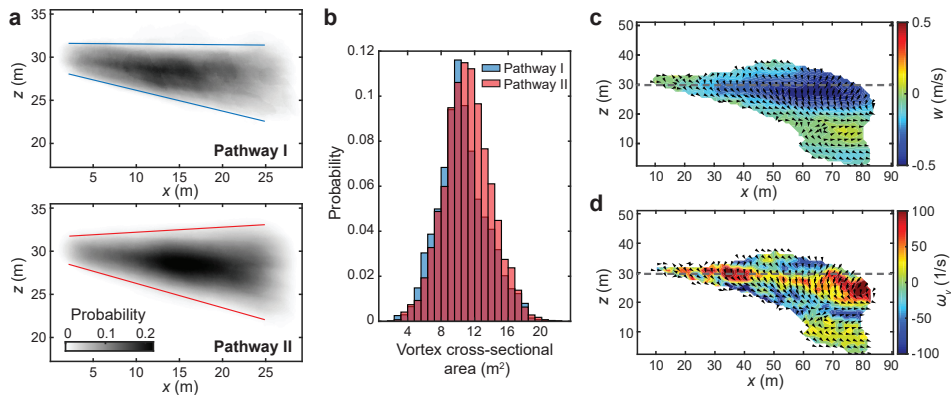 a
35
30
25
20
z (m)
5
10
15
20
25
x (m)
Pathway I
35
30
25
20
z (m)
Probability
0
0.1
0.2
5
10
15
20
25
x (m)
Pathway II
b
0.12
0.1
0.08
0.06
0.04
0.02
0
Probability
Pathway I
Pathway II
4
8
12
16
20
Vortex cross-sectional
area (m²)
c
50
40
30
20
10
z (m)
10 20 30 40 50 60 70 80 90
x (m)
0.5
0
-0.5
w (m/s)
d
50
40
30
20
10
z (m)
10 20 30 40 50 60 70 80 90
x (m)
100
50
0
-50
-100
ωᵥ (1/s)